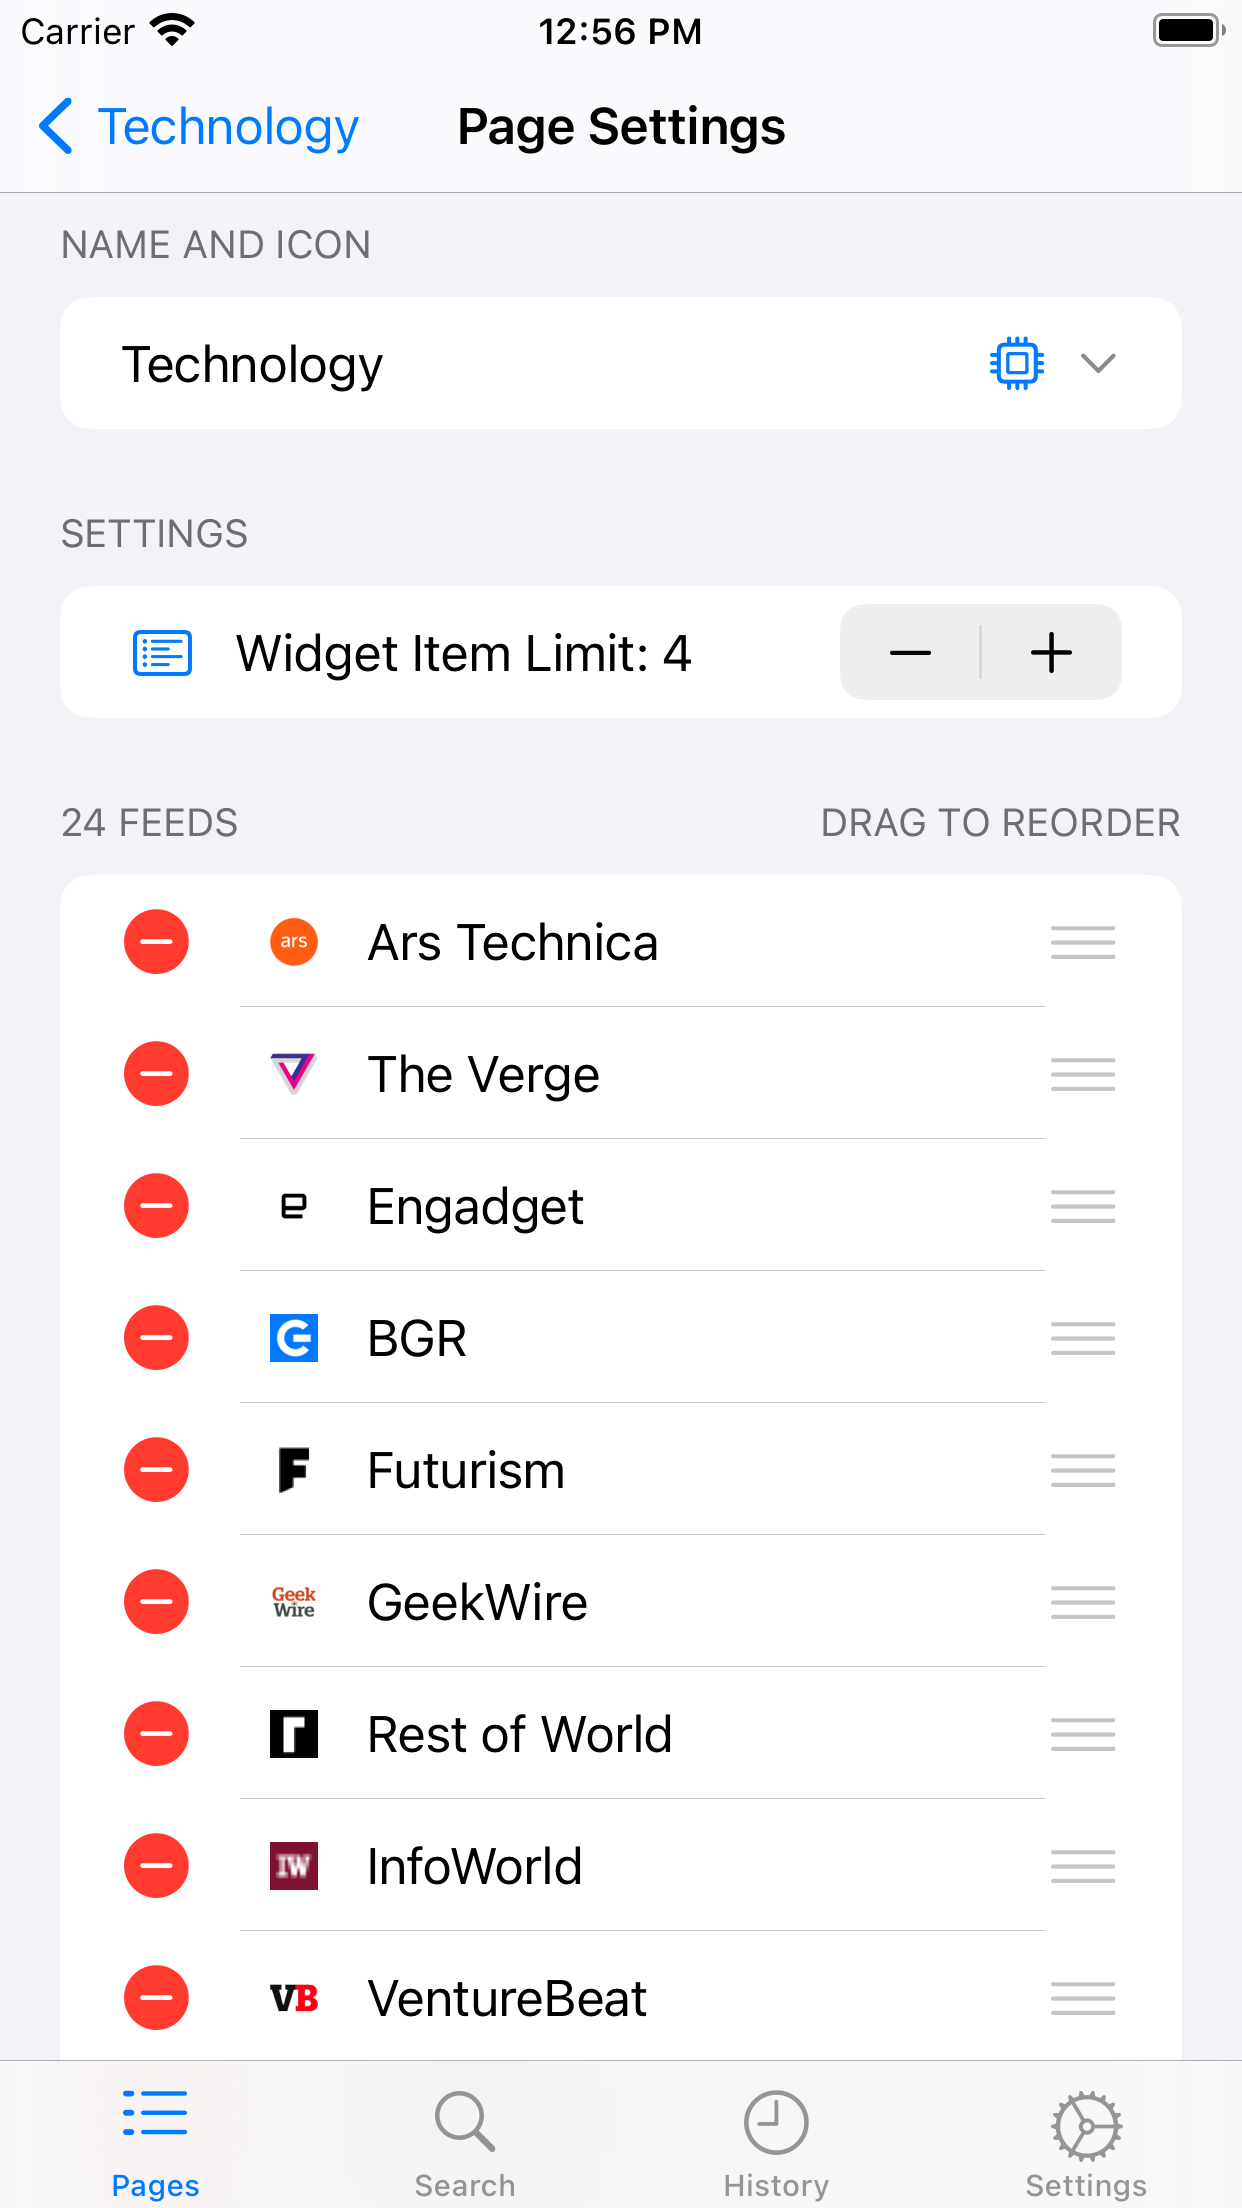 Carrier 12:56 PM
Technology Page Settings
NAME AND ICON
Technology
SETTINGS
Widget Item Limit: 4
24 FEEDS DRAG TO REORDER
ars Ars Technica
The Verge
Engadget
BGR
Futurism
Geek
Wire GeekWire
Rest of World
IW InfoWorld
VB VentureBeat
Pages Search History Settings